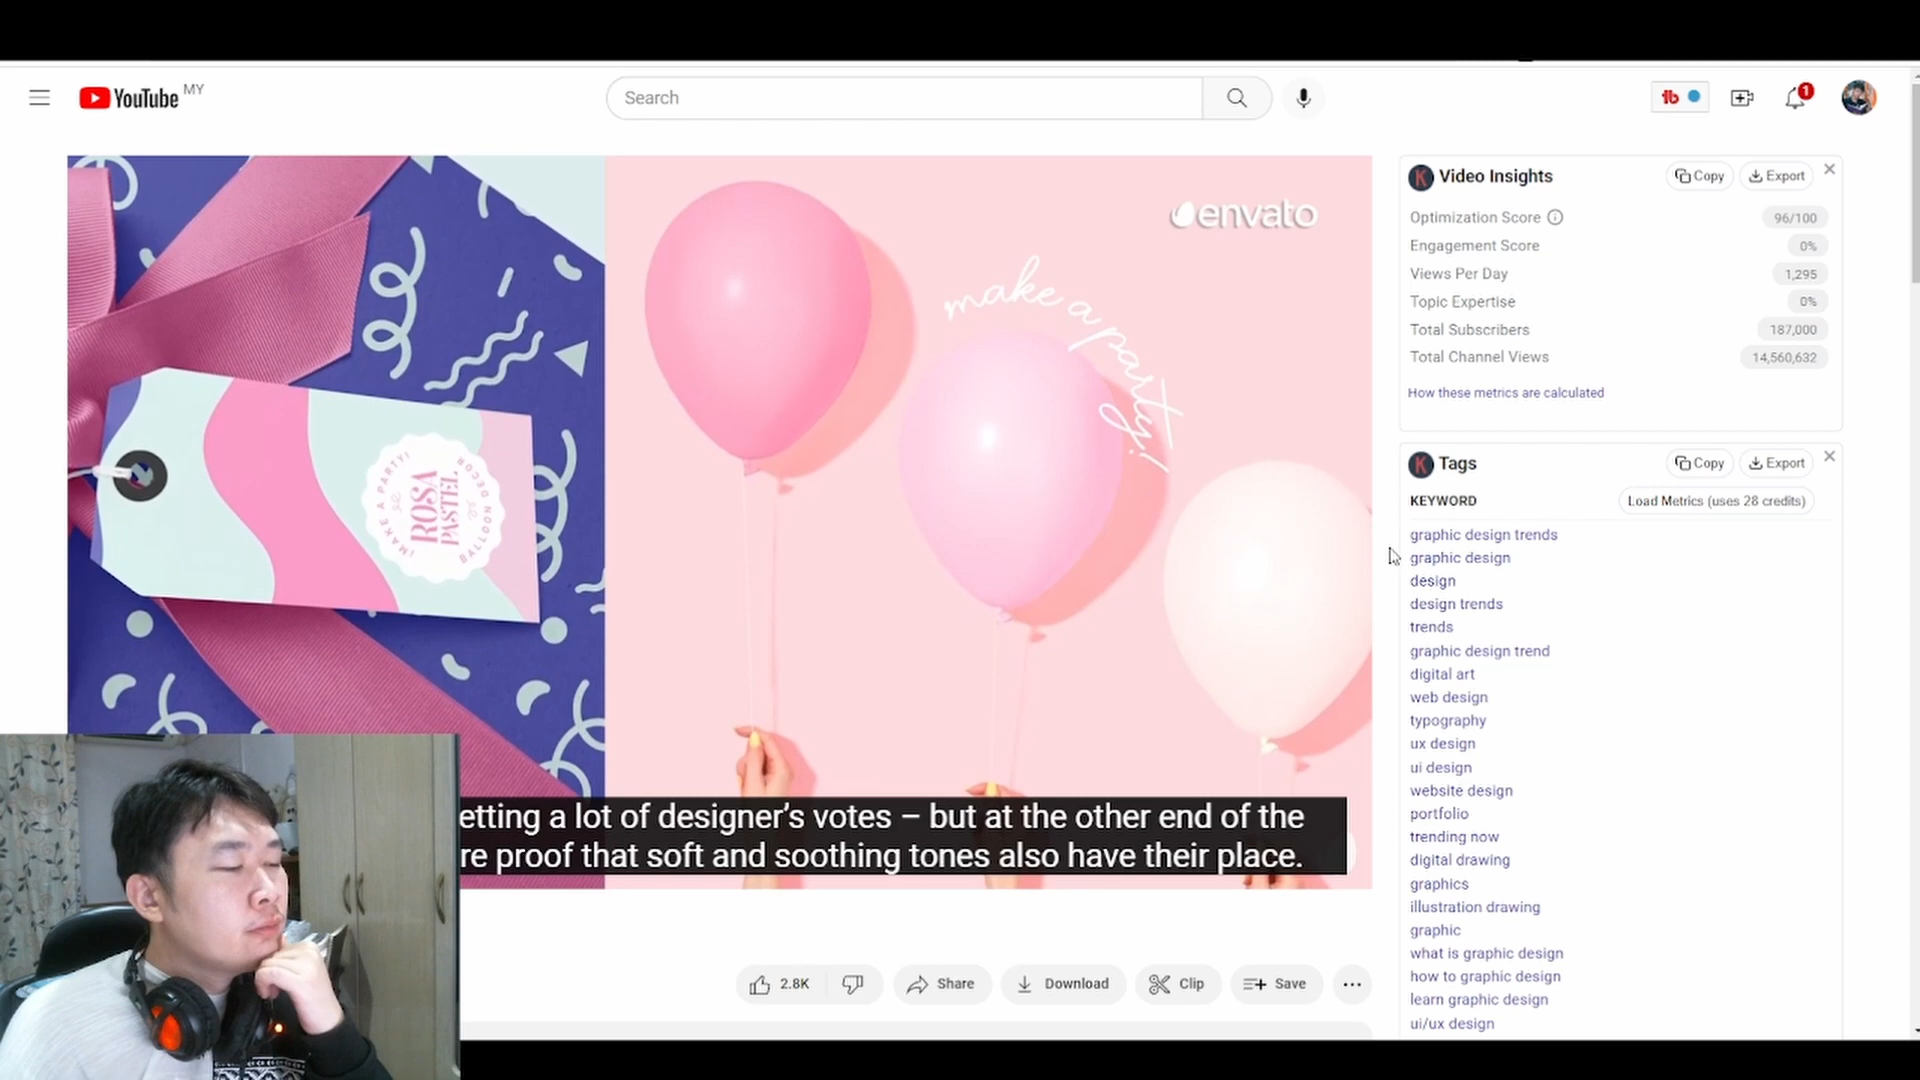 YouTube MY
Search
1
envato
make a party!
MAKE A PARTY!
ROSA
PASTEL
BALLOON DECOR
etting a lot of designer's votes – but at the other end of the
re proof that soft and soothing tones also have their place.
2.8K
Share
Download
Clip
Save
K Video Insights
Copy
Export
Optimization Score
96/100
Engagement Score
0%
Views Per Day
1,295
Topic Expertise
0%
Total Subscribers
187,000
Total Channel Views
14,560,632
How these metrics are calculated
K Tags
Copy
Export
KEYWORD
Load Metrics (uses 28 credits)
graphic design trends
graphic design
design
design trends
trends
graphic design trend
digital art
web design
typography
ux design
ui design
website design
portfolio
trending now
digital drawing
graphics
illustration drawing
graphic
what is graphic design
how to graphic design
learn graphic design
ui/ux design